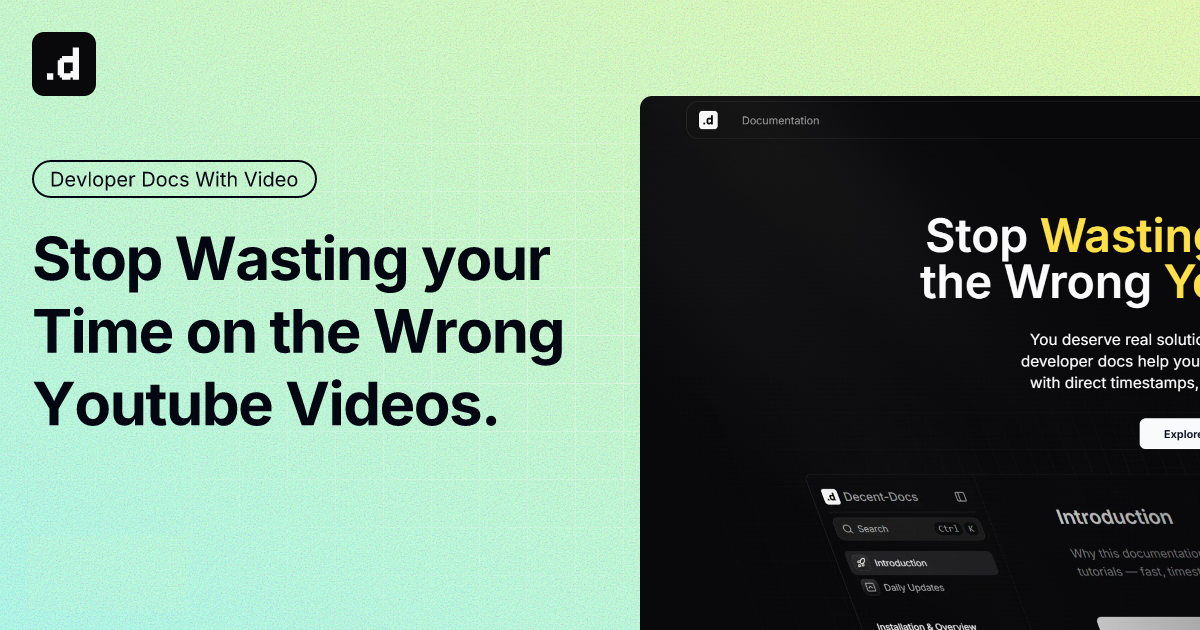 .d
Devloper Docs With Video
Stop Wasting your
Time on the Wrong
Youtube Videos.
.d Documentation
Stop Wasting
the Wrong Yo
You deserve real solutio
developer docs help you
with direct timestamps,
Explore
.d Decent-Docs
Search Ctrl K
Introduction
Daily Updates
Installation & Overview
Introduction
Why this documentation
tutorials — fast, timest